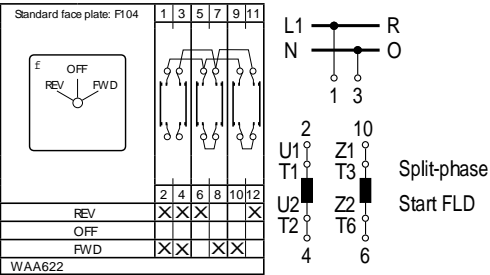 Standard face plate: F104
1 3 5 7 9 11
f
OFF
REV FWD
2 4 6 8 10 12
REV X X X X
OFF
FWD X X X X
WAA622
L1 R
N O
1 3
2 10
U1 Z1
T1 T3
Split-phase
U2 Z2
Start FLD
T2 T6
4 6